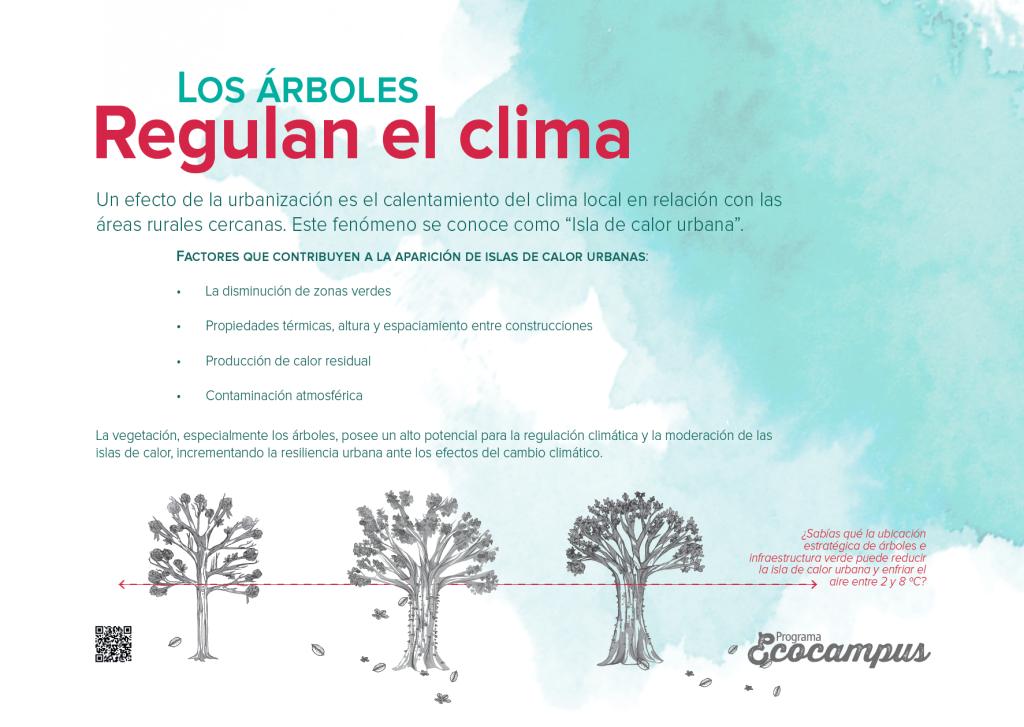 LOS ÁRBOLES
Regulan el clima
Un efecto de la urbanización es el calentamiento del clima local en relación con las
áreas rurales cercanas. Este fenómeno se conoce como “Isla de calor urbana”.
FACTORES QUE CONTRIBUYEN A LA APARICIÓN DE ISLAS DE CALOR URBANAS:
• La disminución de zonas verdes
• Propiedades térmicas, altura y espaciamiento entre construcciones
• Producción de calor residual
• Contaminación atmosférica
La vegetación, especialmente los árboles, posee un alto potencial para la regulación climática y la moderación de las
islas de calor, incrementando la resiliencia urbana ante los efectos del cambio climático.
¿Sabías qué la ubicación
estratégica de árboles e
infraestructura verde puede reducir
la isla de calor urbana y enfriar el
aire entre 2 y 8 ºC?
Programa
Ecocampus